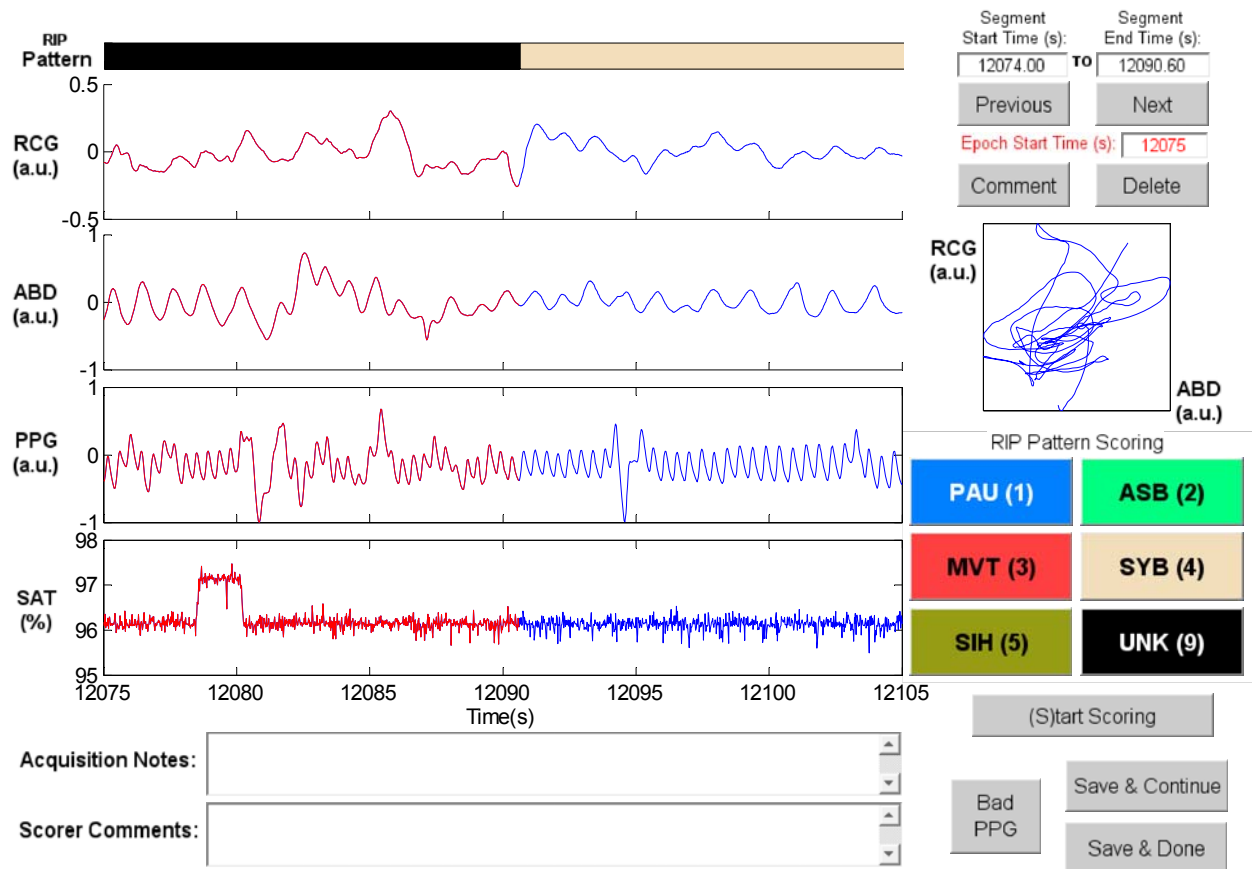 RIP
Pattern
RCG
(a.u.)
0.5
0
-0.5
ABD
(a.u.)
1
0
-1
PPG
(a.u.)
1
0
-1
SAT
(%)
98
97
96
95
12075 12080 12085 12090 12095 12100 12105
Time(s)
Acquisition Notes:
Scorer Comments:
Segment
Start Time (s):
Segment
End Time (s):
12074.00 TO 12090.60
Previous Next
Epoch Start Time (s): 12075
Comment Delete
RCG
(a.u.)
ABD
(a.u.)
RIP Pattern Scoring
PAU (1) ASB (2)
MVT (3) SYB (4)
SIH (5) UNK (9)
(S)tart Scoring
Bad
PPG
Save & Continue
Save & Done